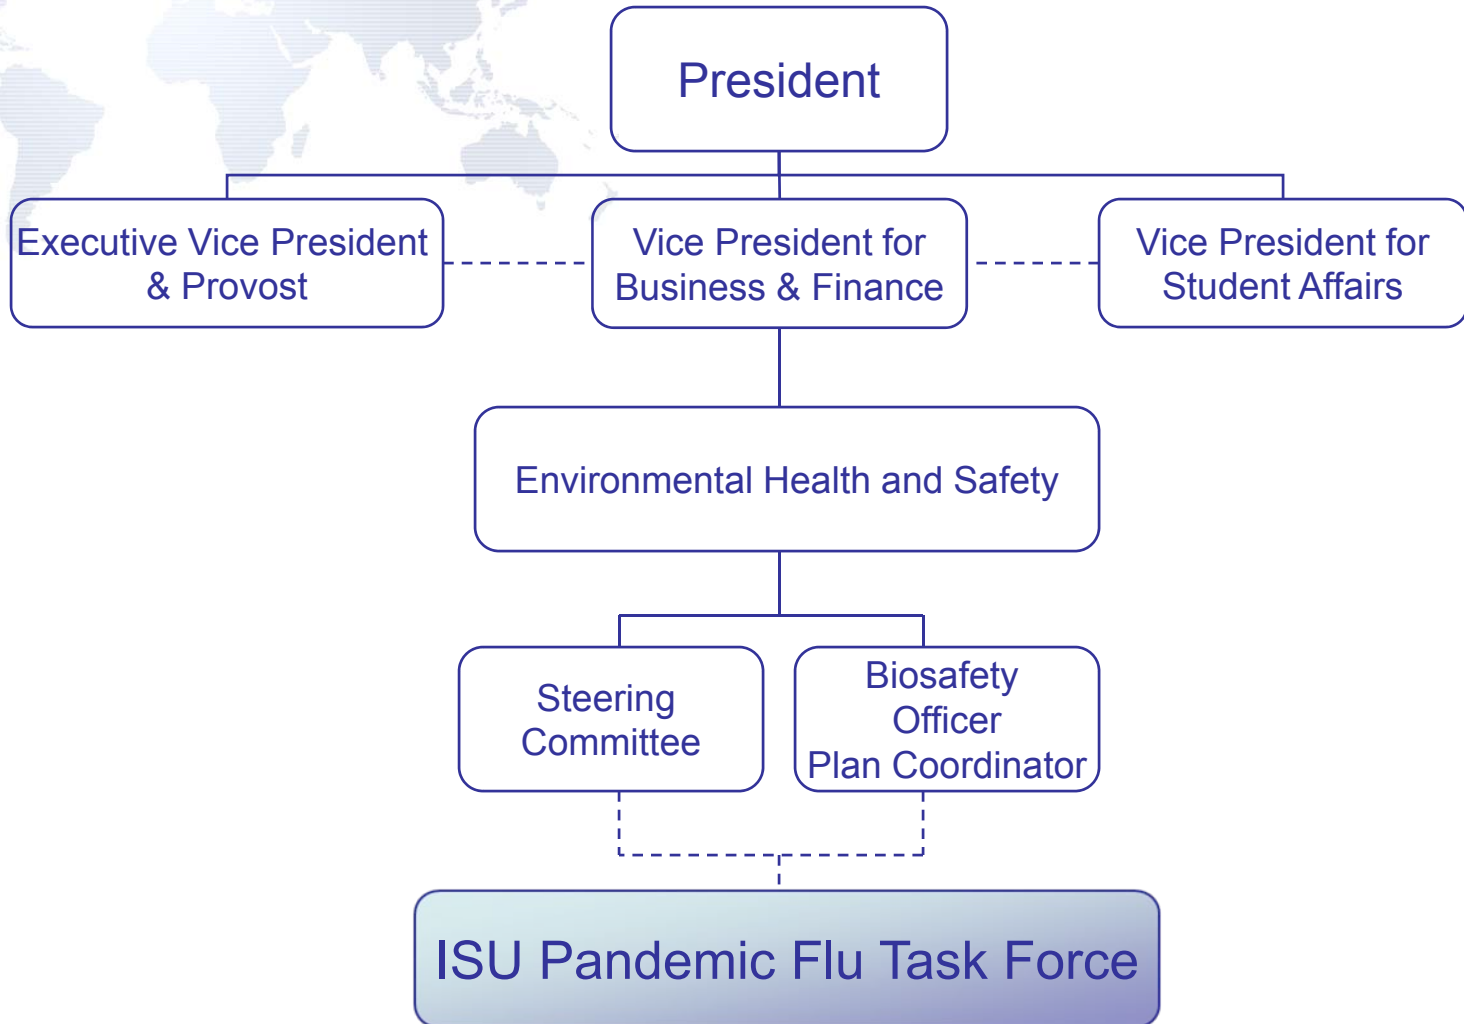 President
Executive Vice President
& Provost
Vice President for
Business & Finance
Vice President for
Student Affairs
Environmental Health and Safety
Steering
Committee
Biosafety
Officer
Plan Coordinator
ISU Pandemic Flu Task Force